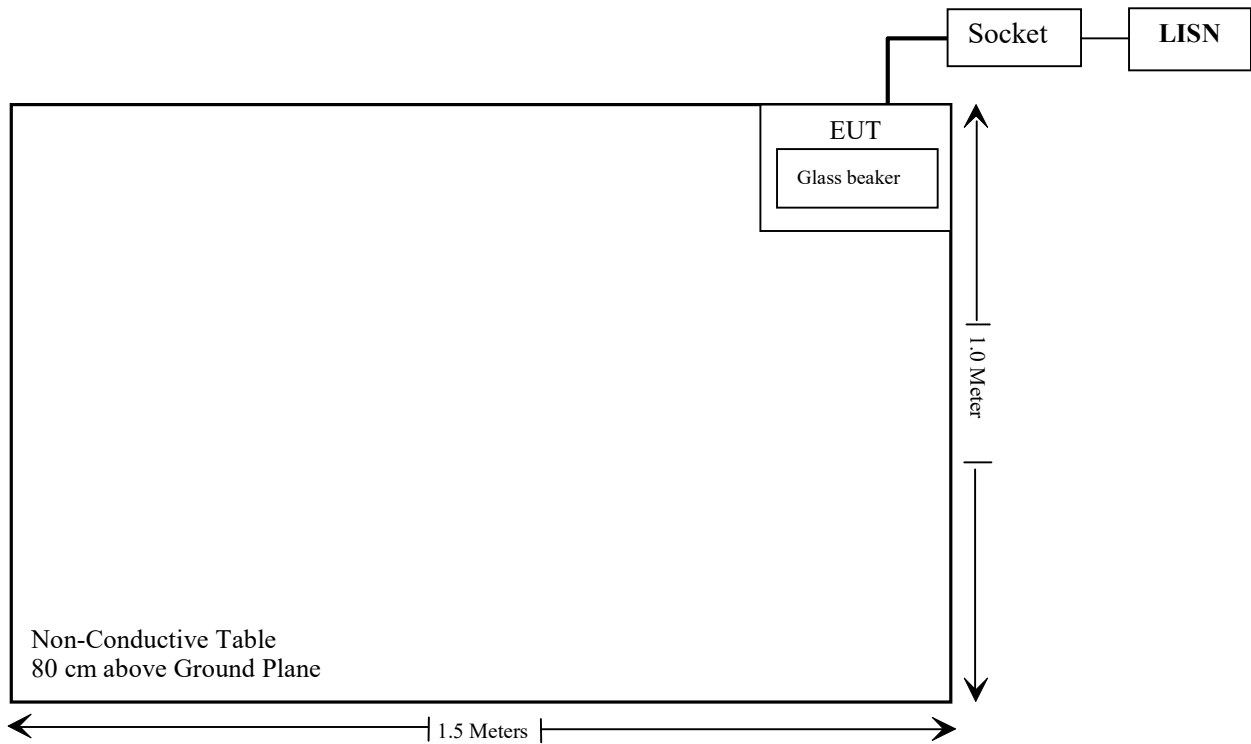 Socket
LISN
EUT
Glass beaker
1.0 Meter
Non-Conductive Table
80 cm above Ground Plane
1.5 Meters